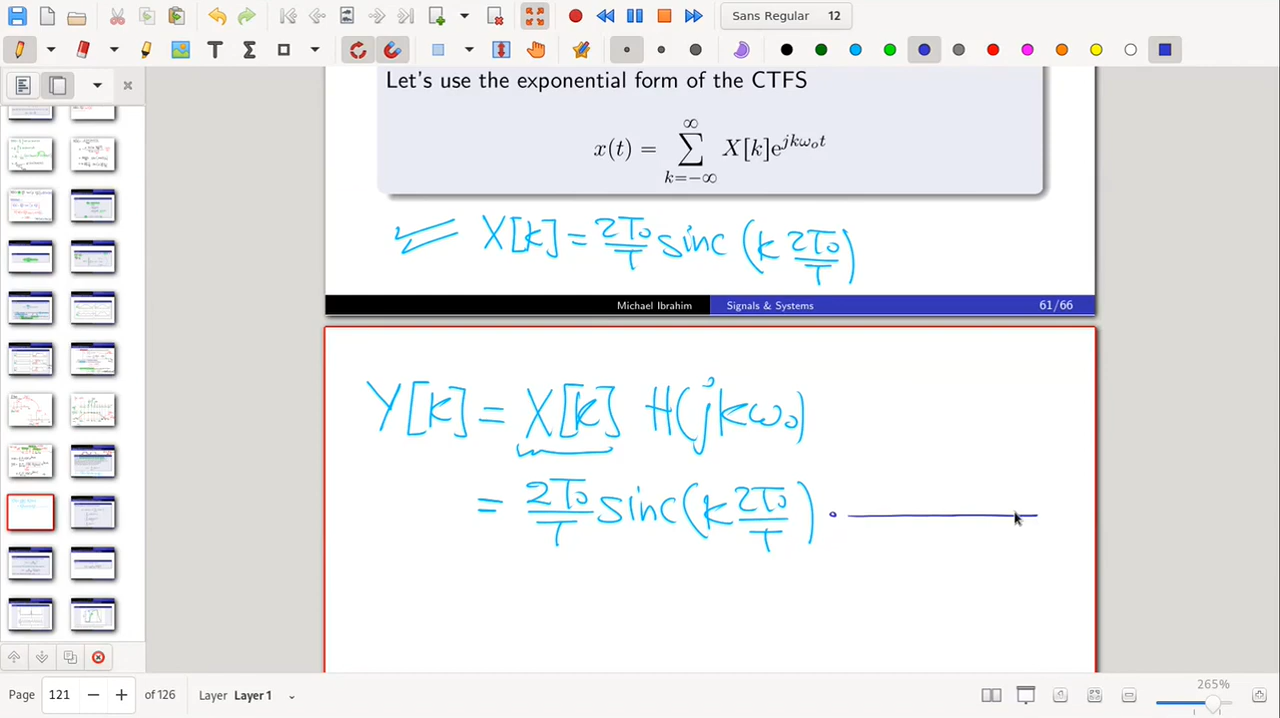 Sans Regular 12
Let's use the exponential form of the CTFS
x(t) = ∑_{k=−∞}^{∞} X[k]e^{jkω_o t}
X[k] = 2T₀/T sinc (k 2T₀/T)
Michael Ibrahim Signals & Systems 61/66
Y[k] = X[k] H(jkω₀)
= 2T₀/T sinc(k 2T₀/T) ·
Page 121 of 126 Layer Layer 1 265%